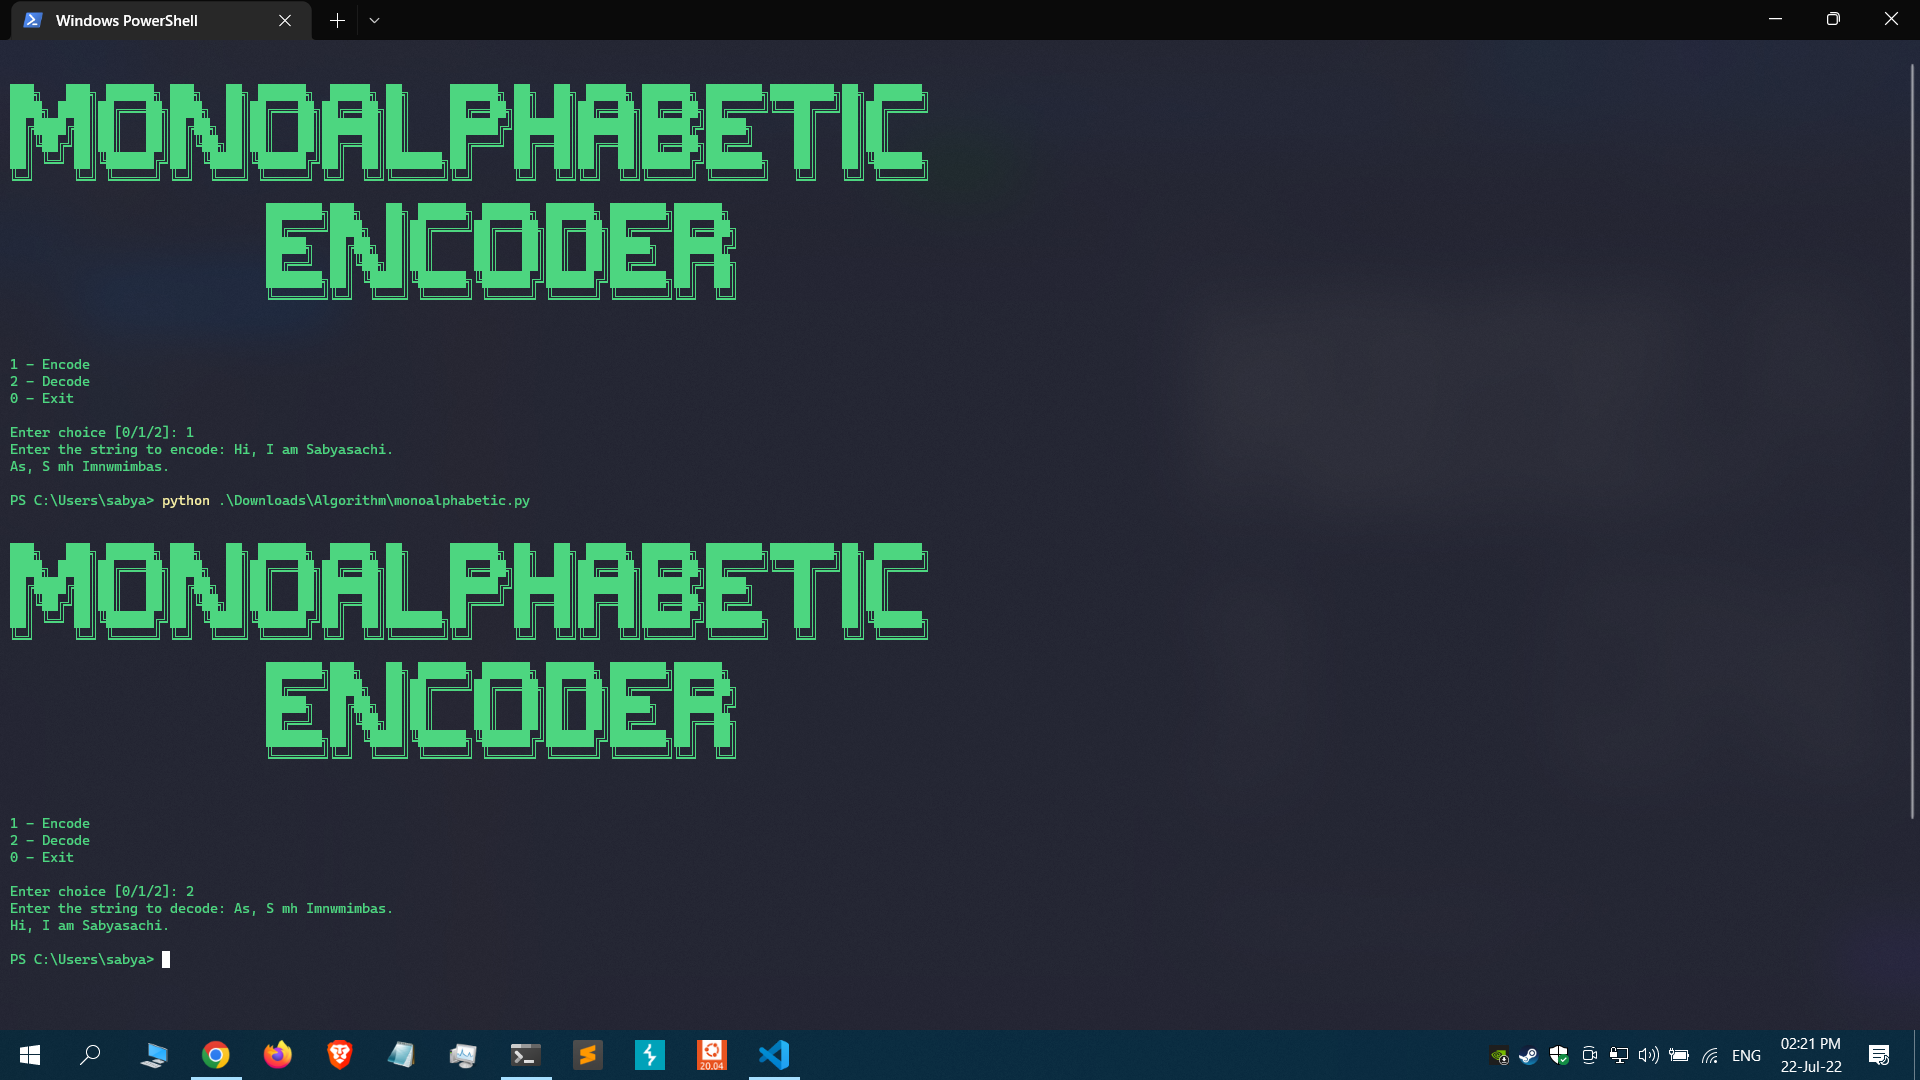 Windows PowerShell
MONOALPHABETIC
ENCODER
1 - Encode
2 - Decode
0 - Exit
Enter choice [0/1/2]: 1
Enter the string to encode: Hi, I am Sabyasachi.
As, S mh Imnwmimbas.
PS C:\Users\sabya> python .\Downloads\Algorithm\monoalphabetic.py
MONOALPHABETIC
ENCODER
1 - Encode
2 - Decode
0 - Exit
Enter choice [0/1/2]: 2
Enter the string to decode: As, S mh Imnwmimbas.
Hi, I am Sabyasachi.
PS C:\Users\sabya>
20.04
ENG
02:21 PM
22-Jul-22